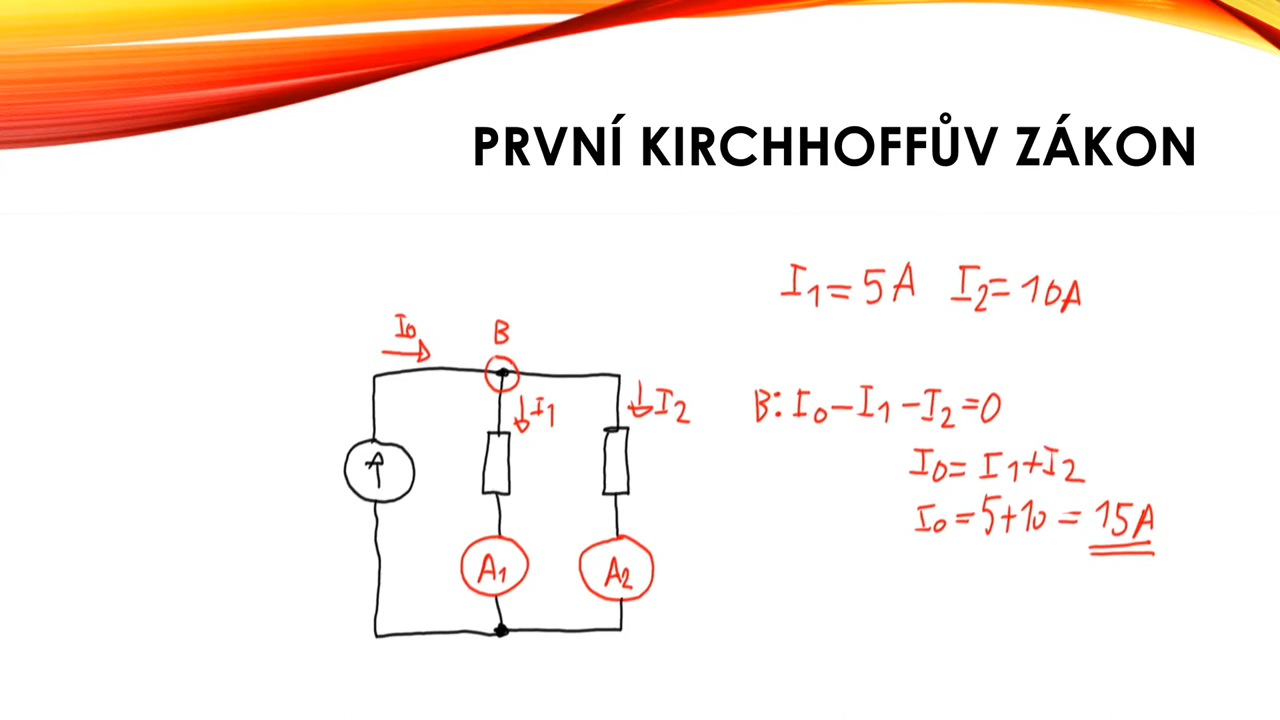 PRVNÍ KIRCHHOFFŮV ZÁKON
I₁ = 5A I₂ = 10A
I₀
B
I₁
I₂
B: I₀ - I₁ - I₂ = 0
I₀ = I₁ + I₂
I₀ = 5 + 10 = 15A
A₁
A₂